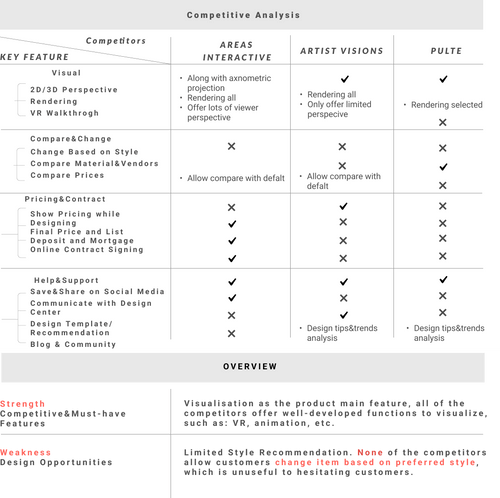 Competitive Analysis
Competitors
KEY FEATURE
AREAS
INTERACTIVE
ARTIST VISIONS
PULTE
Visual
2D/3D Perspective
Rendering
VR Walkthrogh
• Along with axnometric
projection
• Rendering all
• Offer lots of viewer
perspective
✔
• Rendering all
• Only offer limited
perspecive
✔
• Rendering selected
✕
Compare&Change
Change Based on Style
Compare Material&Vendors
Compare Prices
✕
• Allow compare with defalt
✕
✕
• Allow compare with
defalt
✕
✔
✕
Pricing&Contract
Show Pricing while
Designing
Final Price and List
Deposit and Mortgage
Online Contract Signing
✕
✔
✔
✔
✔
✕
✕
✕
✕
✕
✕
✕
Help&Support
Save&Share on Social Media
Communicate with Design
Center
Design Template/
Recommendation
Blog & Community
✔
✔
✕
✕
✔
✕
✔
• Design tips&trends
analysis
✔
✕
✕
• Design tips&trends
analysis
OVERVIEW
Strength
Competitive&Must-have
Features
Visualisation as the product main feature, all of the
competitors offer well-developed functions to visualize,
such as: VR, animation, etc.
Weakness
Design Opportunities
Limited Style Recommendation. None of the competitors
allow customers change item based on preferred style,
which is unuseful to hesitating customers.